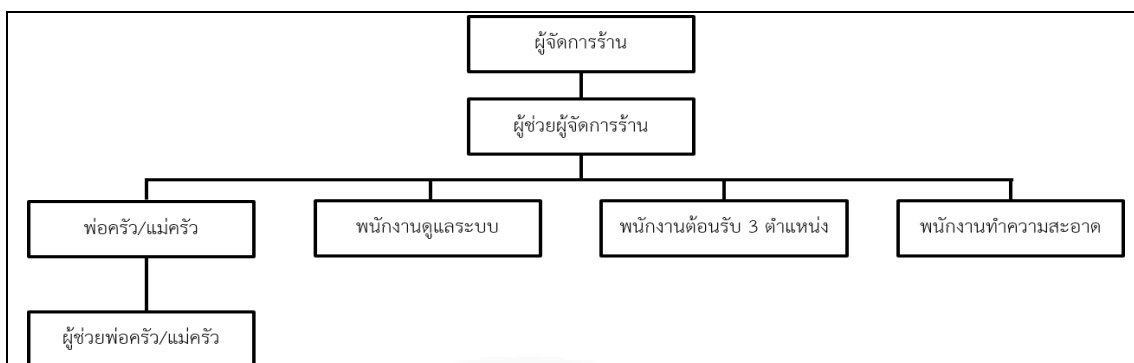 ผู้จัดการร้าน
ผู้ช่วยผู้จัดการร้าน
พ่อครัว/แม่ครัว
พนักงานดูแลระบบ
พนักงานต้อนรับ 3 ตำแหน่ง
พนักงานทำความสะอาด
ผู้ช่วยพ่อครัว/แม่ครัว